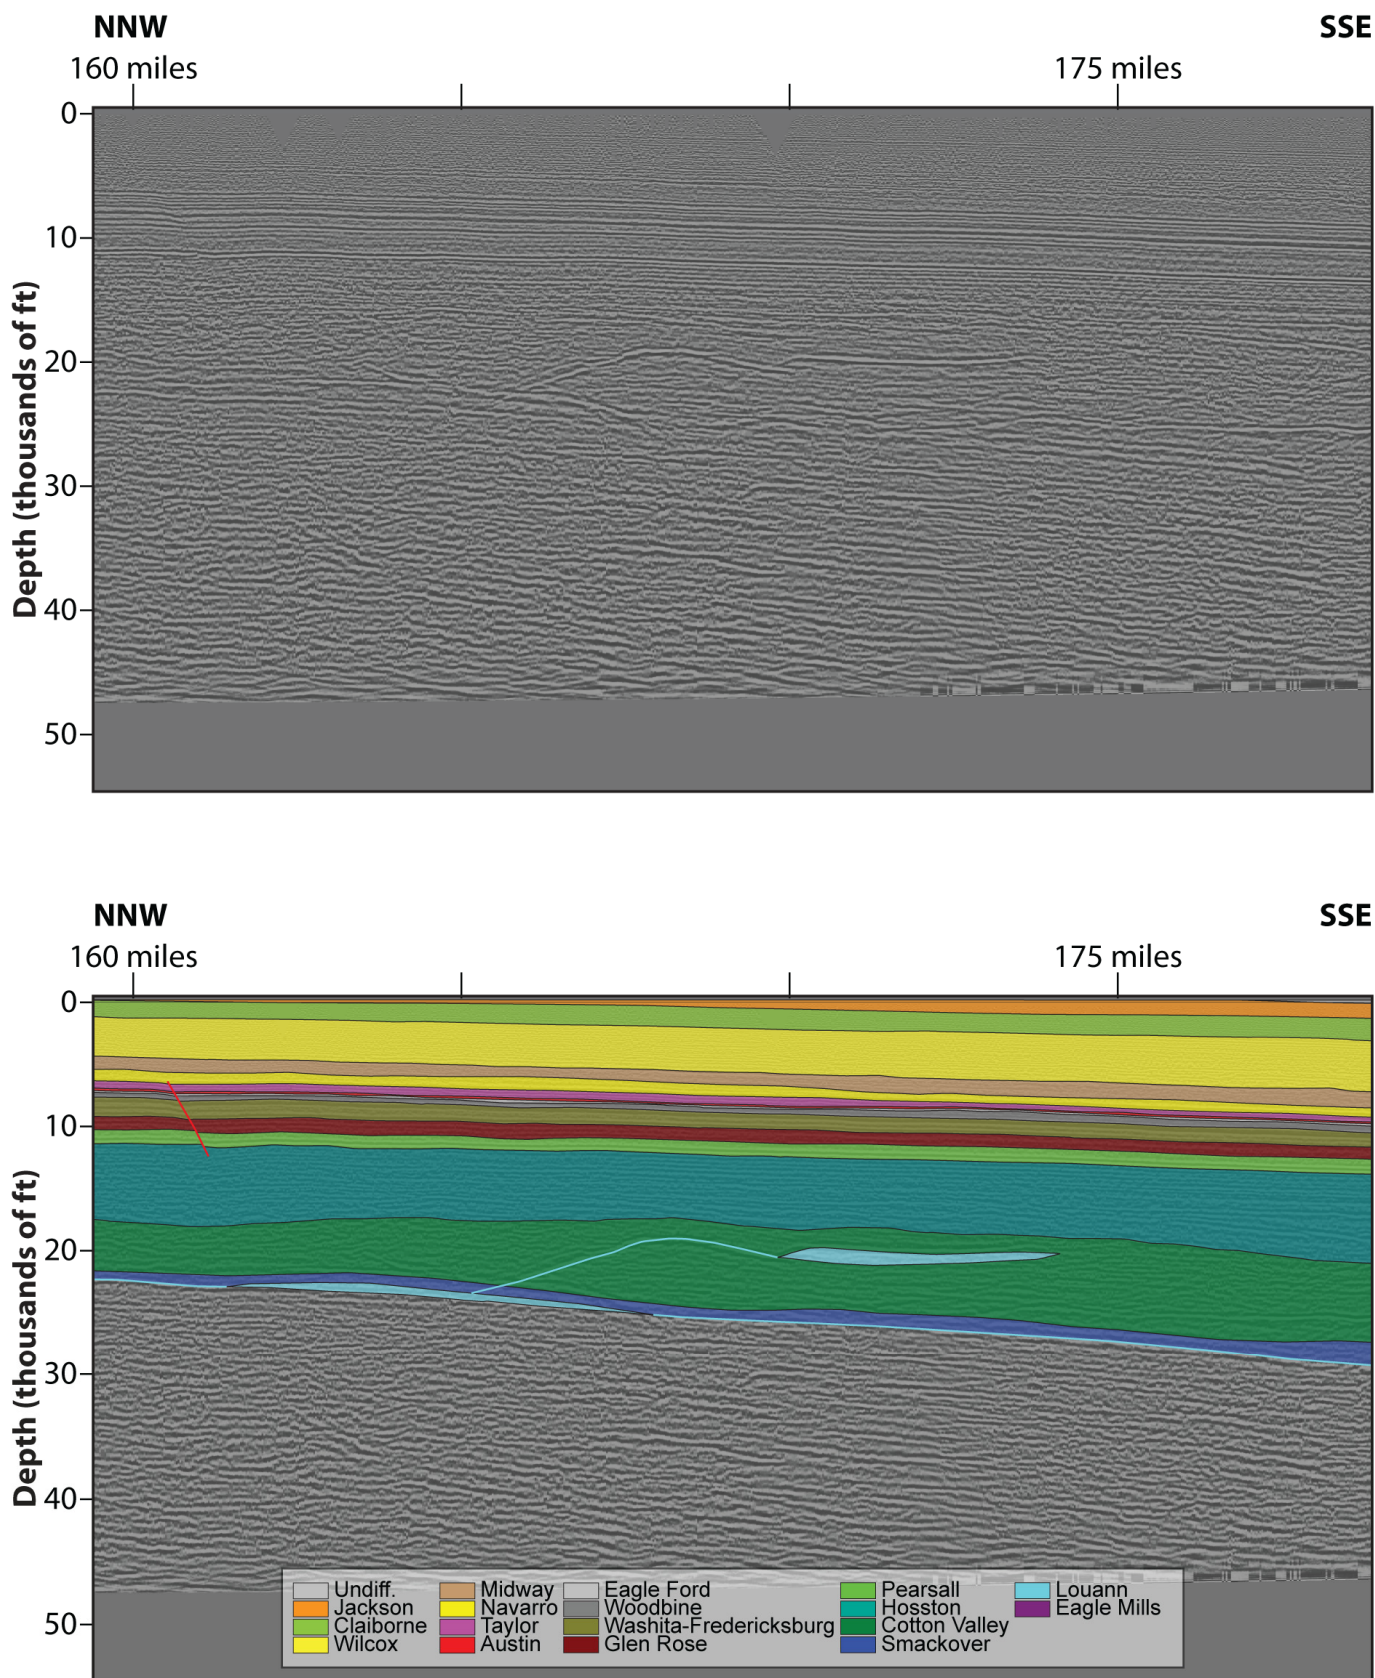 NNW SSE
160 miles 175 miles
0
10
20
30
40
50
Depth (thousands of ft)
NNW SSE
160 miles 175 miles
0
10
20
30
40
50
Depth (thousands of ft)
Undiff. Midway Eagle Ford Pearsall Louann
Jackson Navarro Woodbine Hosston Eagle Mills
Claiborne Taylor Washita-Fredericksburg Cotton Valley
Wilcox Austin Glen Rose Smackover